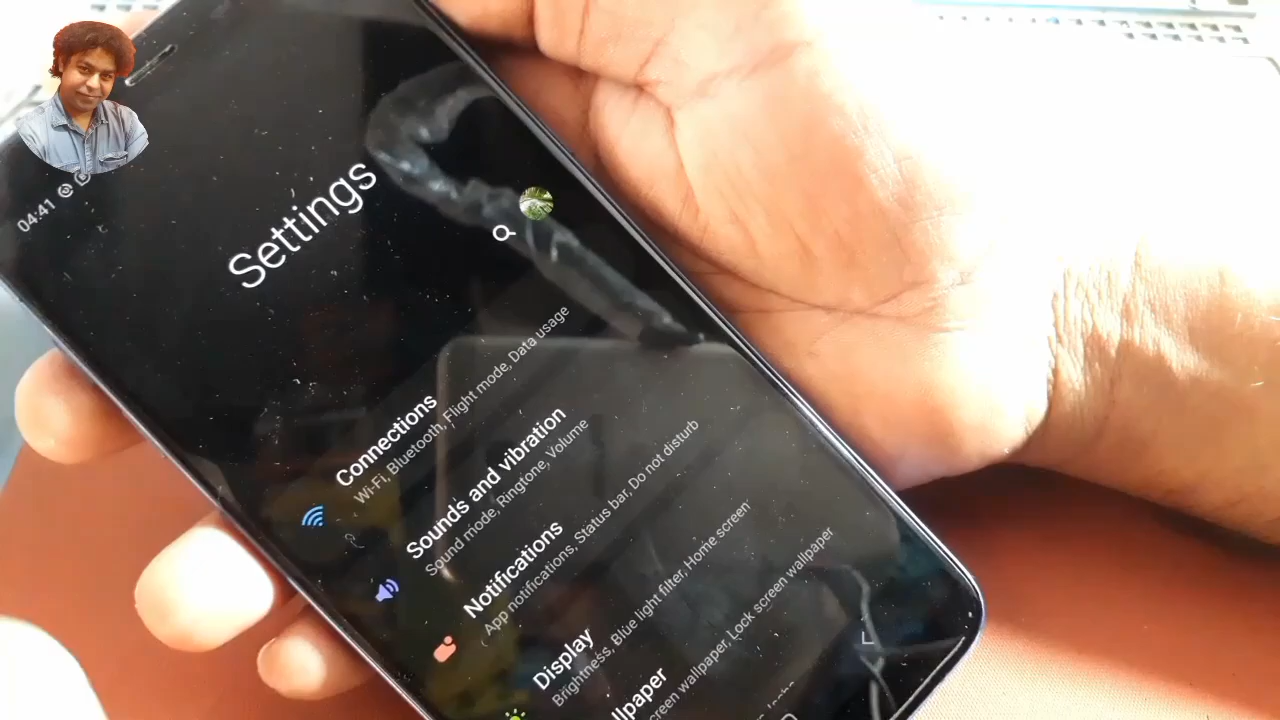 04:41
Settings
Connections
Wi-Fi, Bluetooth, Flight mode, Data usage
Sounds and vibration
Sound mode, Ringtone, Volume
Notifications
App notifications, Status bar, Do not disturb
Display
Brightness, Blue light filter, Home screen
screen wallpaper, Lock screen wallpaper